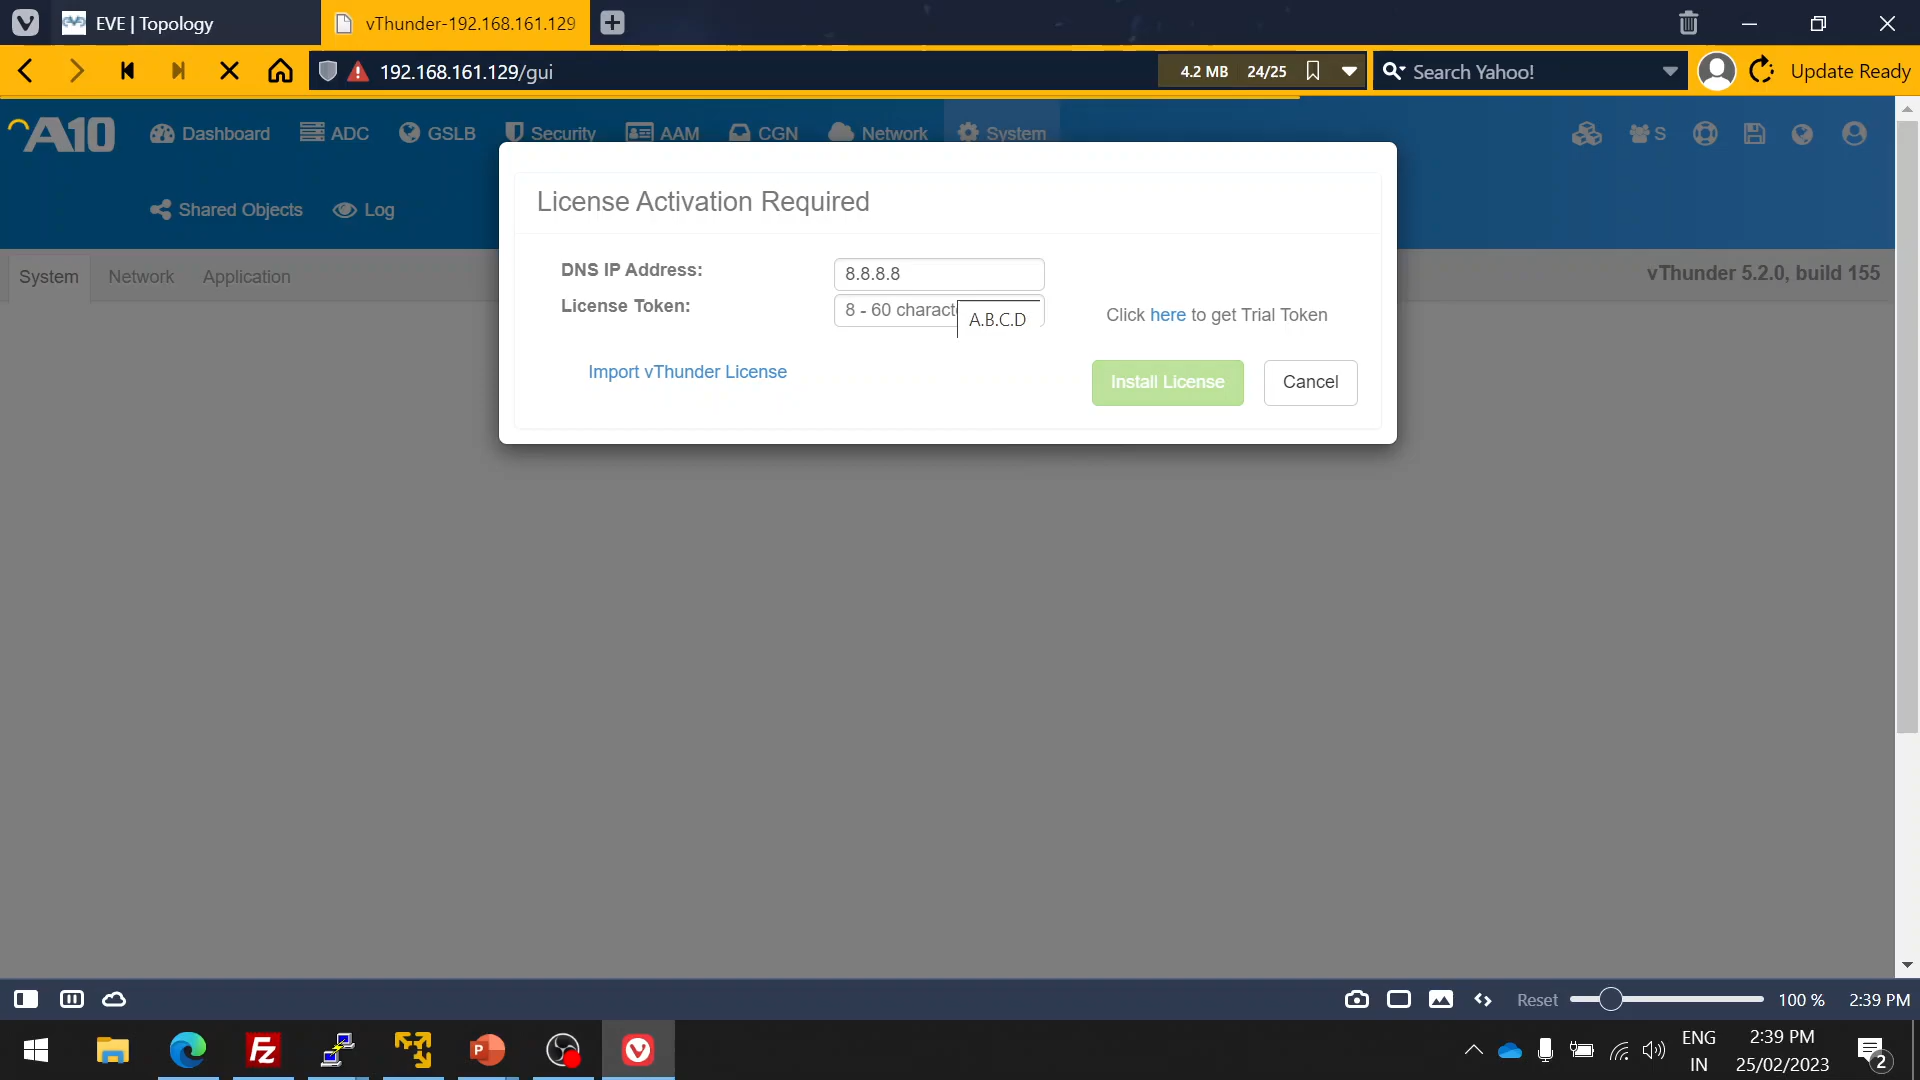 EVE | Topology
vThunder-192.168.161.129
192.168.161.129/gui
4.2 MB 24/25
Search Yahoo!
Update Ready
A10
Dashboard
ADC
GSLB
Security
AAM
CGN
Network
System
S
Shared Objects
Log
System
Network
Application
vThunder 5.2.0, build 155
License Activation Required
DNS IP Address:
8.8.8.8
License Token:
8 - 60 charact
A.B.C.D
Click here to get Trial Token
Import vThunder License
Install License
Cancel
Reset
100 %
2:39 PM
ENG
IN
2:39 PM
25/02/2023
2